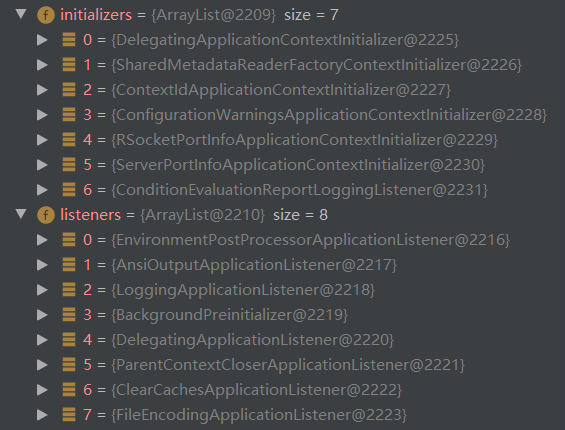 f initializers = {ArrayList@2209} size = 7
0 = {DelegatingApplicationContextInitializer@2225}
1 = {SharedMetadataReaderFactoryContextInitializer@2226}
2 = {ContextIdApplicationContextInitializer@2227}
3 = {ConfigurationWarningsApplicationContextInitializer@2228}
4 = {RSocketPortInfoApplicationContextInitializer@2229}
5 = {ServerPortInfoApplicationContextInitializer@2230}
6 = {ConditionEvaluationReportLoggingListener@2231}
f listeners = {ArrayList@2210} size = 8
0 = {EnvironmentPostProcessorApplicationListener@2216}
1 = {AnsiOutputApplicationListener@2217}
2 = {LoggingApplicationListener@2218}
3 = {BackgroundPreinitializer@2219}
4 = {DelegatingApplicationListener@2220}
5 = {ParentContextCloserApplicationListener@2221}
6 = {ClearCachesApplicationListener@2222}
7 = {FileEncodingApplicationListener@2223}